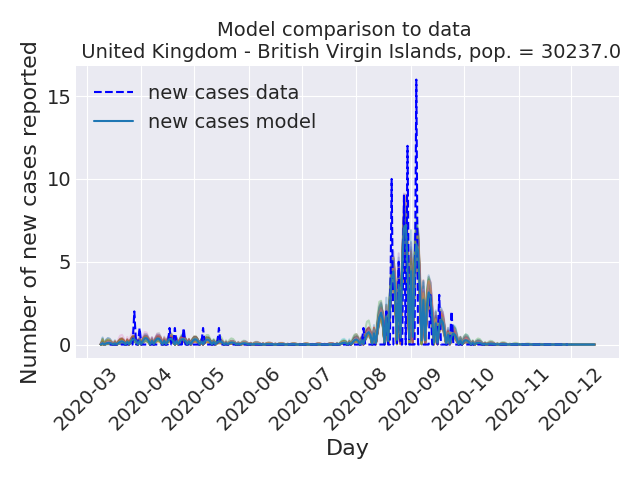 Model comparison to data
United Kingdom - British Virgin Islands, pop. = 30237.0
Number of new cases reported
15
10
5
0
new cases data
new cases model
2020-03
2020-04
2020-05
2020-06
2020-07
2020-08
2020-09
2020-10
2020-11
2020-12
Day